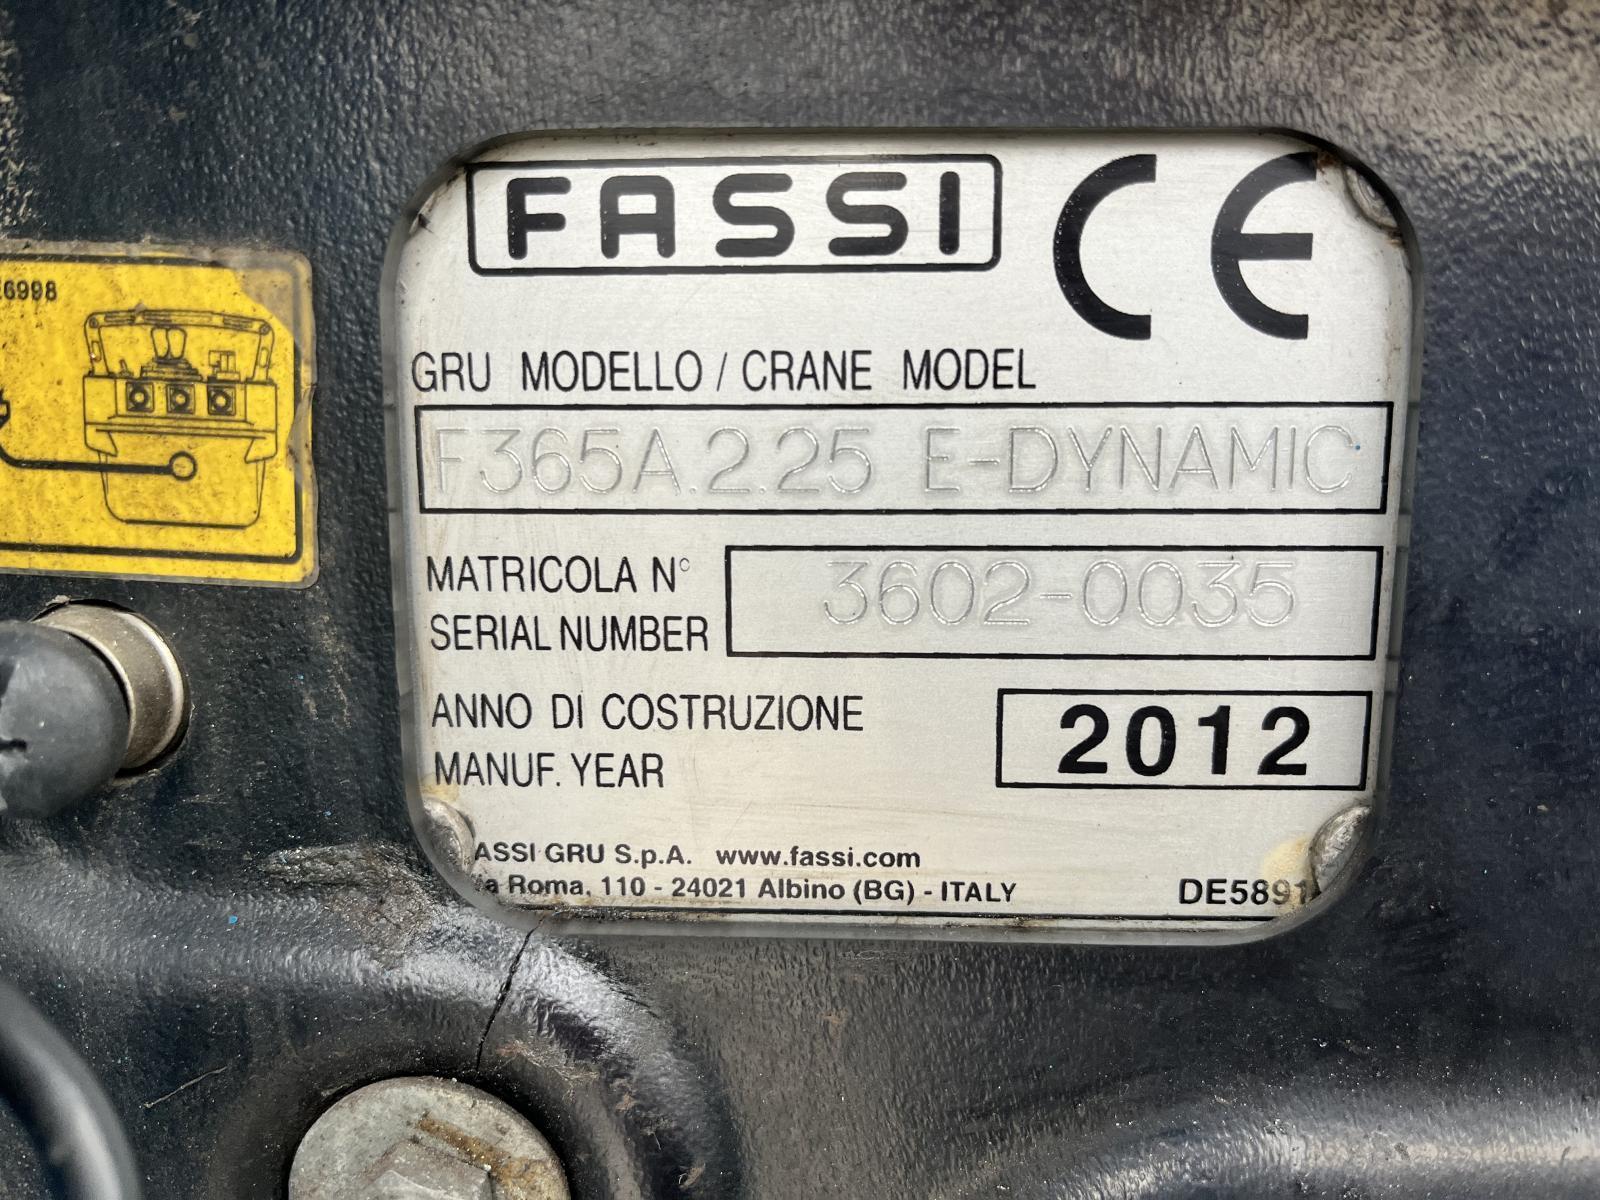 FASSI CE
6998
GRU MODELLO / CRANE MODEL
F365A.2.25 E-DYNAMIC
MATRICOLA N°
SERIAL NUMBER
3602-0035
ANNO DI COSTRUZIONE
MANUF. YEAR
2012
ASSI GRU S.p.A. www.fassi.com
a Roma, 110 - 24021 Albino (BG) - ITALY
DE5891